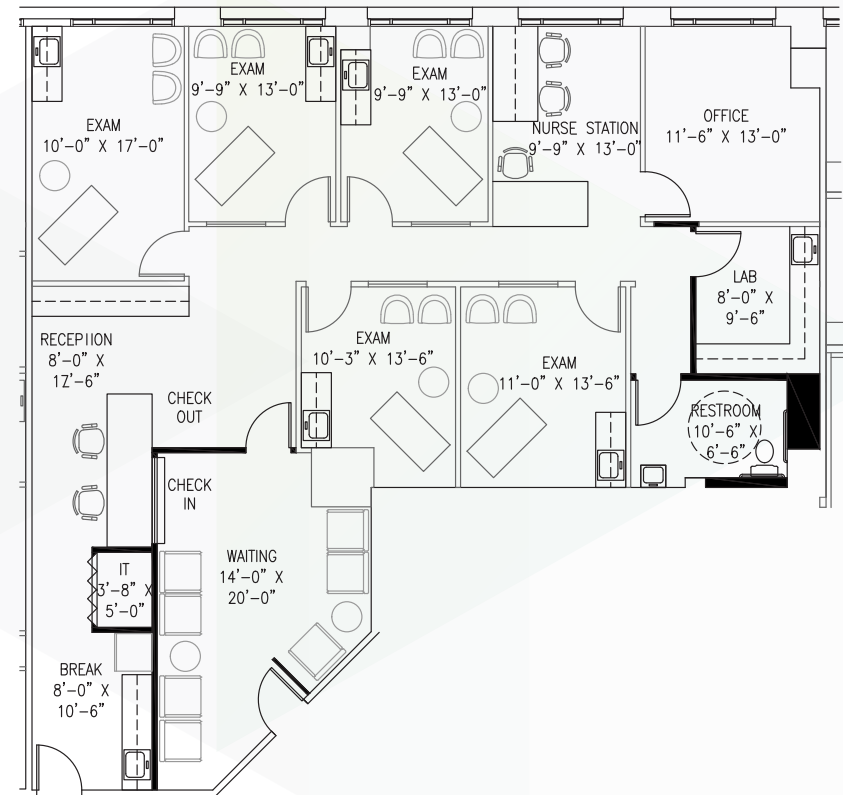 EXAM
10'-0" X 17'-0"
EXAM
9'-9" X 13'-0"
EXAM
9'-9" X 13'-0"
NURSE STATION
9'-9" X 13'-0"
OFFICE
11'-6" X 13'-0"
LAB
8'-0" X
9'-6"
RECEPTION
8'-0" X
17'-6"
CHECK
OUT
EXAM
10'-3" X 13'-6"
EXAM
11'-0" X 13'-6"
RESTROOM
10'-6" X
6'-6"
CHECK
IN
WAITING
14'-0" X
20'-0"
IT
3'-8" X
5'-0"
BREAK
8'-0" X
10'-6"